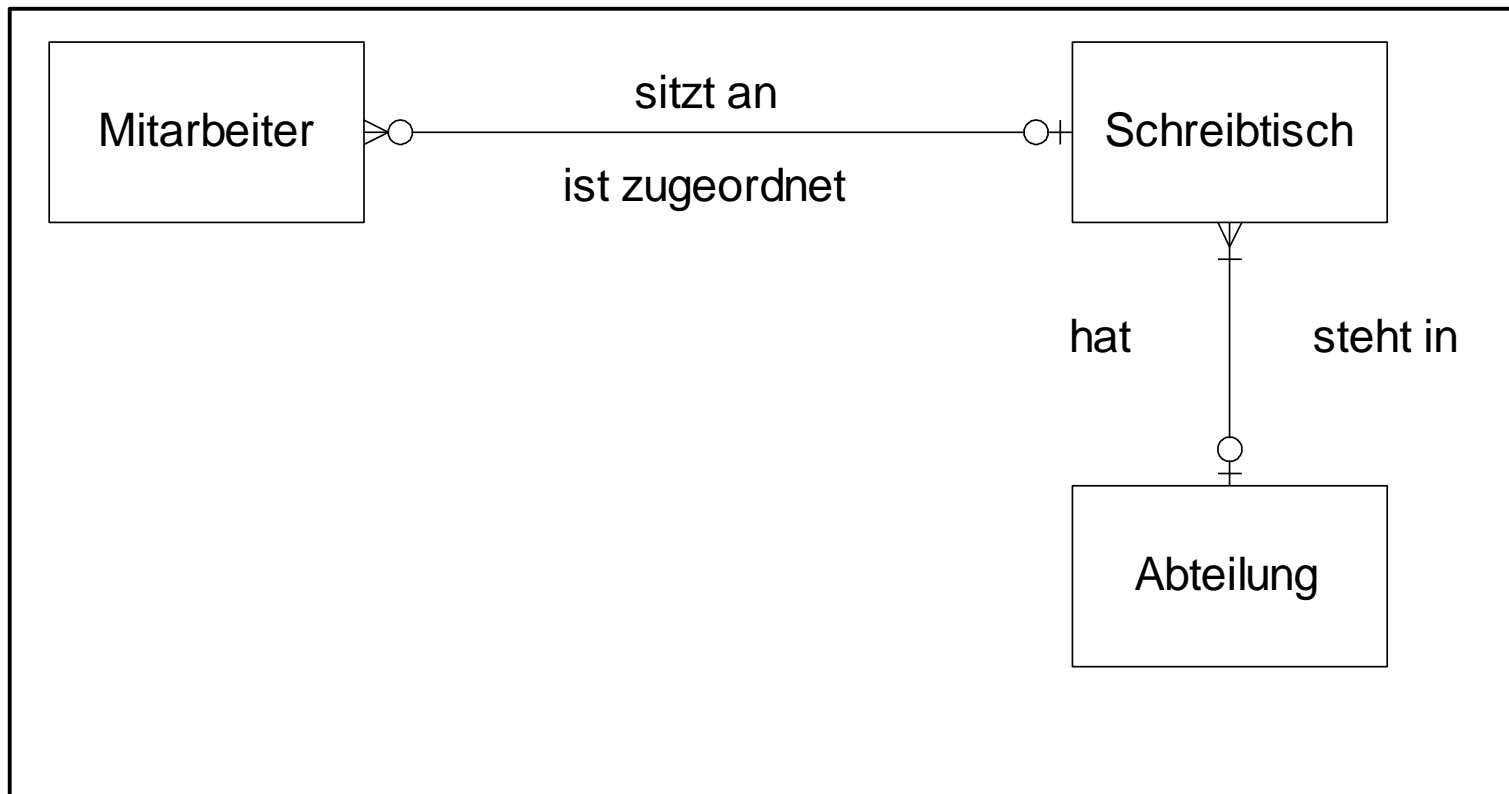 sitzt an
Mitarbeiter
Schreibtisch
ist zugeordnet
hat
steht in
Abteilung